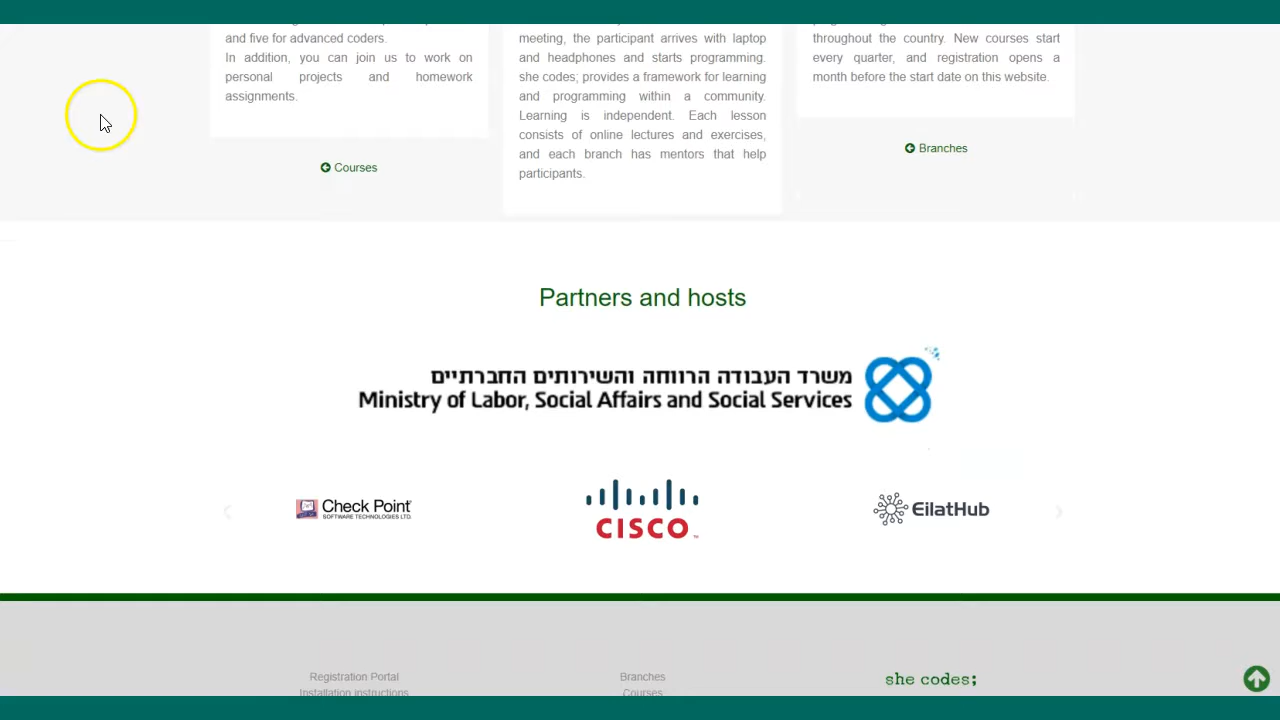 and five for advanced coders.
In addition, you can join us to work on
personal projects and homework
assignments.
Courses
meeting, the participant arrives with laptop
and headphones and starts programming.
she codes; provides a framework for learning
and programming within a community.
Learning is independent. Each lesson
consists of online lectures and exercises,
and each branch has mentors that help
participants.
throughout the country. New courses start
every quarter, and registration opens a
month before the start date on this website.
Branches
Partners and hosts
משרד העבודה הרווחה והשירותים החברתיים
Ministry of Labor, Social Affairs and Social Services
Check Point
SOFTWARE TECHNOLOGIES LTD.
CISCO
EilatHub
Registration Portal
Installation instructions
Branches
Courses
she codes;